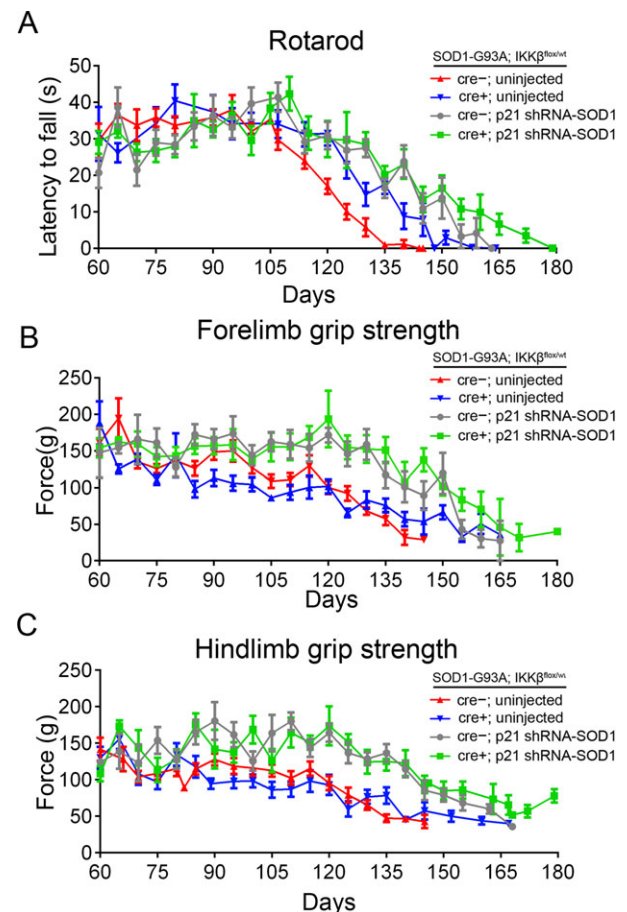 A
Rotarod
SOD1-G93A; IKKβflox/wt
cre−; uninjected
cre+; uninjected
cre−; p21 shRNA-SOD1
cre+; p21 shRNA-SOD1
Latency to fall (s)
50
40
30
20
10
0
60 75 90 105 120 135 150 165 180
Days
B
Forelimb grip strength
SOD1-G93A; IKKβflox/wt
cre−; uninjected
cre+; uninjected
cre−; p21 shRNA-SOD1
cre+; p21 shRNA-SOD1
Force(g)
250
200
150
100
50
0
60 75 90 105 120 135 150 165 180
Days
C
Hindlimb grip strength
SOD1-G93A; IKKβflox/wt
cre−; uninjected
cre+; uninjected
cre−; p21 shRNA-SOD1
cre+; p21 shRNA-SOD1
Force (g)
250
200
150
100
50
0
60 75 90 105 120 135 150 165 180
Days